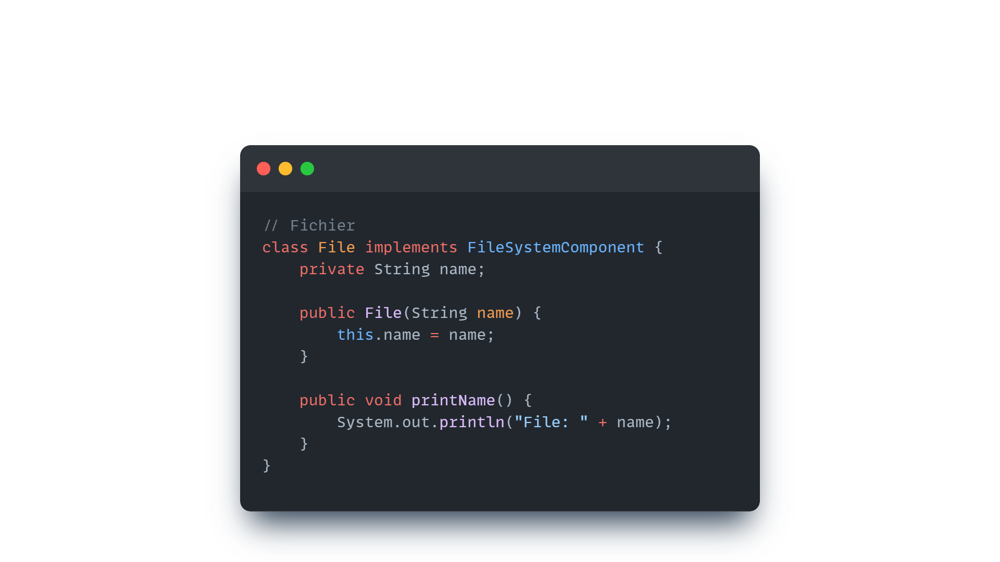 // Fichier
class File implements FileSystemComponent {
    private String name;

    public File(String name) {
        this.name = name;
    }

    public void printName() {
        System.out.println("File: " + name);
    }
}